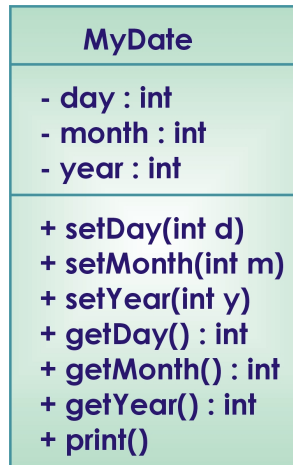 MyDate
- day : int
- month : int
- year : int
+ setDay(int d)
+ setMonth(int m)
+ setYear(int y)
+ getDay() : int
+ getMonth() : int
+ getYear() : int
+ print()